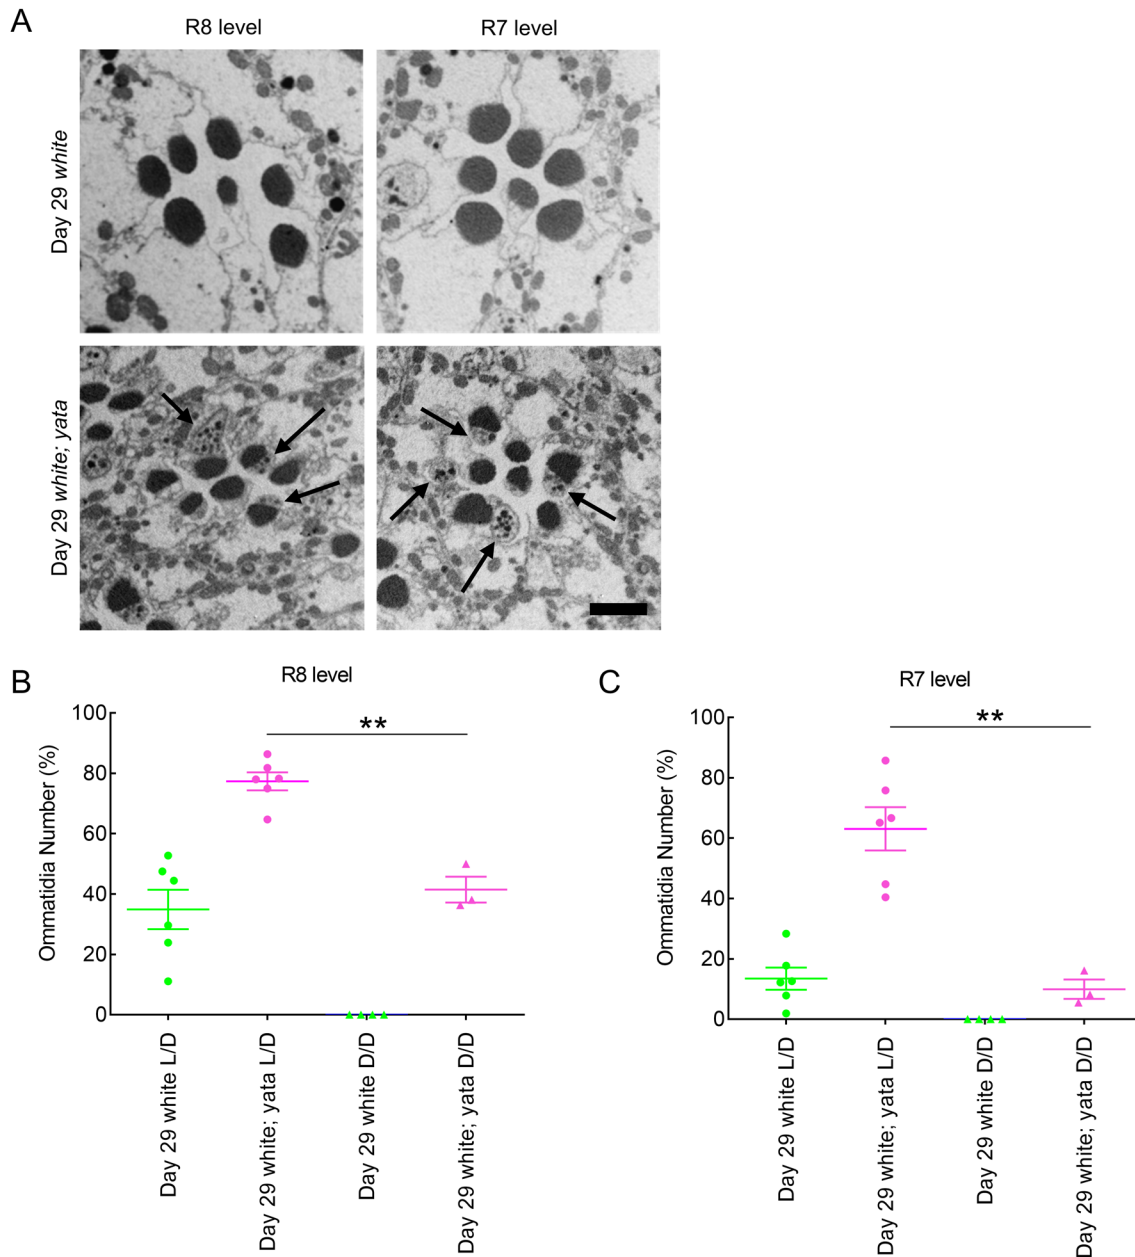 A
R8 level
R7 level
Day 29 white
Day 29 white; yata
B
R8 level
**
Ommatidia Number (%)
100
80
60
40
20
0
Day 29 white L/D
Day 29 white; yata L/D
Day 29 white D/D
Day 29 white; yata D/D
C
R7 level
**
Ommatidia Number (%)
100
80
60
40
20
0
Day 29 white L/D
Day 29 white; yata L/D
Day 29 white D/D
Day 29 white; yata D/D